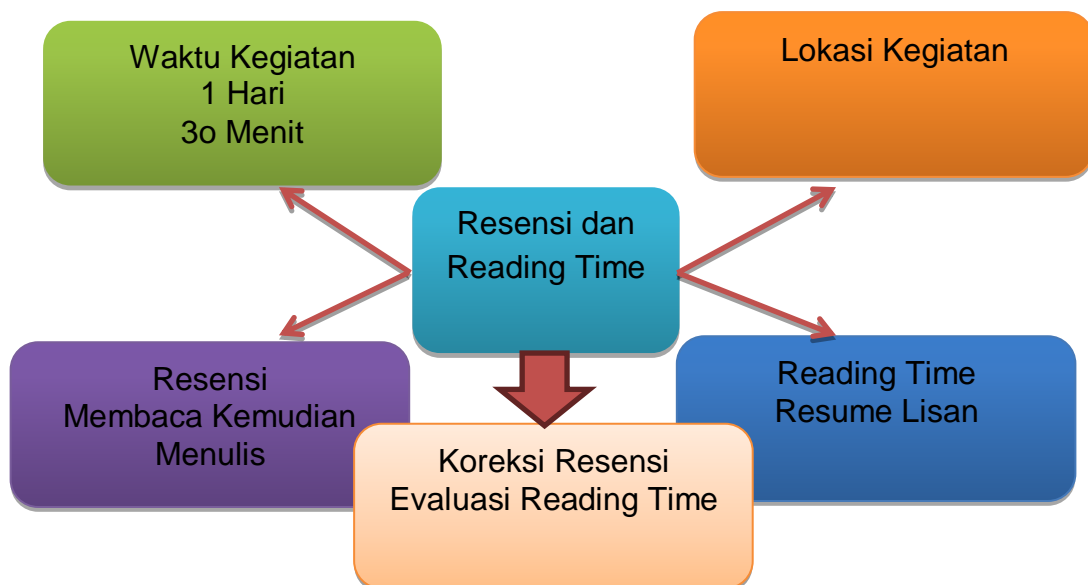 Waktu Kegiatan
1 Hari
3o Menit
Lokasi Kegiatan
Resensi dan
Reading Time
Resensi
Membaca Kemudian
Menulis
Reading Time
Resume Lisan
Koreksi Resensi
Evaluasi Reading Time